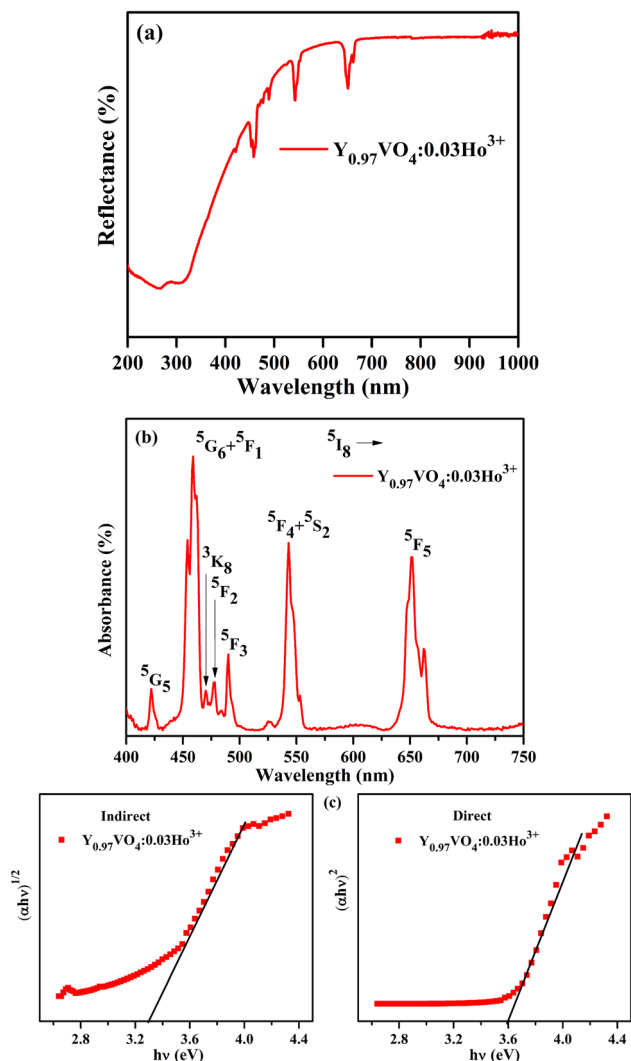 (a)
Reflectance (%)
Y0.97VO4:0.03Ho3+
200 300 400 500 600 700 800 900 1000
Wavelength (nm)
(b)
5G6+5F1
5I8
Y0.97VO4:0.03Ho3+
5F4+5S2
5F5
3K8
5F2
5F3
5G5
Absorbance (%)
400 450 500 550 600 650 700 750
Wavelength (nm)
Indirect
Y0.97VO4:0.03Ho3+
(αhν)1/2
2.8 3.2 3.6 4.0 4.4
hν (eV)
(c)
Direct
Y0.97VO4:0.03Ho3+
(αhν)2
2.8 3.2 3.6 4.0 4.4
hν (eV)